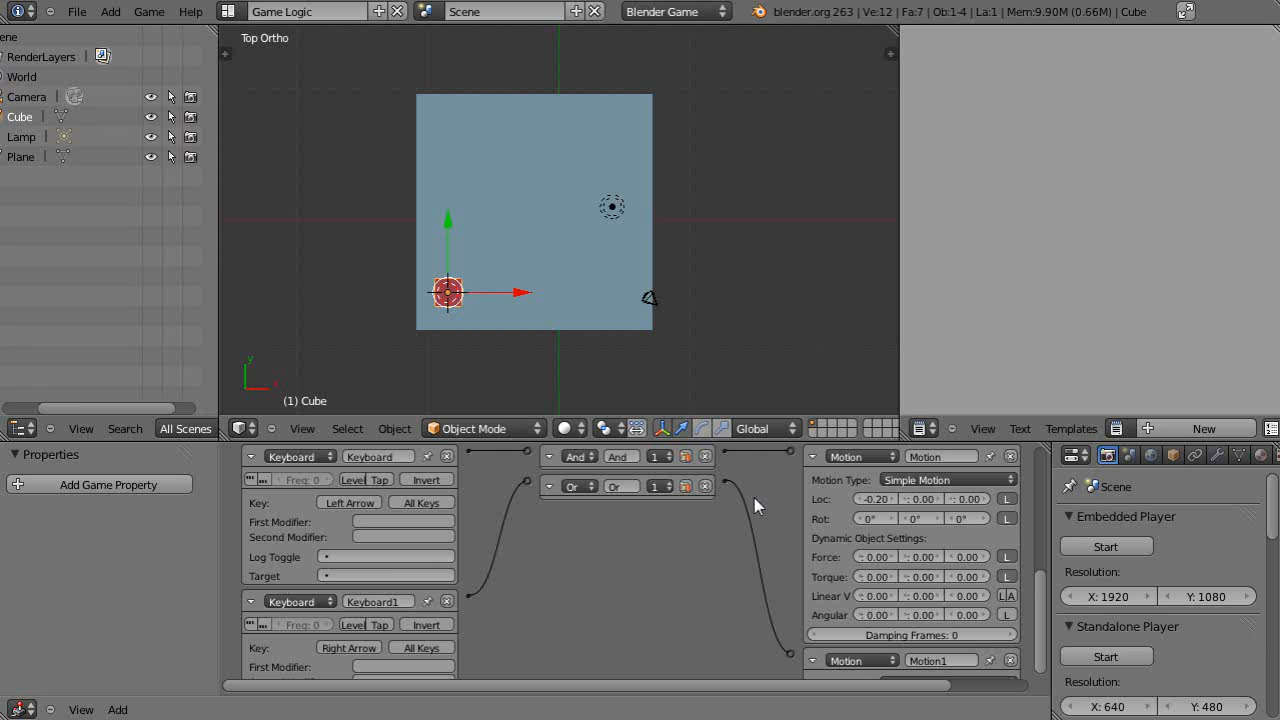 File Add Game Help Game Logic Scene Blender Game blender.org 263 | Ve:12 | Fa:7 | Ob:1-4 | La:1 | Mem:9.90M (0.66M) | Cube
ene
RenderLayers
World
Camera
Cube
Lamp
Plane
Top Ortho
y
x
(1) Cube
View Search All Scenes
View Select Object Object Mode Global
View Text Templates New
Properties
Add Game Property
Keyboard Keyboard
Freq: 0 Level Tap Invert
Key: Left Arrow All Keys
First Modifier:
Second Modifier:
Log Toggle
Target
Keyboard Keyboard1
Freq: 0 Level Tap Invert
Key: Right Arrow All Keys
First Modifier:
And And 1
Or Or 1
Motion Motion
Motion Type: Simple Motion
Loc: -0.20 : 0.00 : 0.00 L
Rot: 0° 0° 0° L
Dynamic Object Settings:
Force: : 0.00 : 0.00 0.00 L
Torque: : 0.00 : 0.00 0.00 L
Linear V : 0.00 : 0.00 0.00 L A
Angular : 0.00 : 0.00 0.00 L
Damping Frames: 0
Motion Motion1
Scene
Embedded Player
Start
Resolution:
X: 1920 Y: 1080
Standalone Player
Start
Resolution:
X: 640 Y: 480
View Add